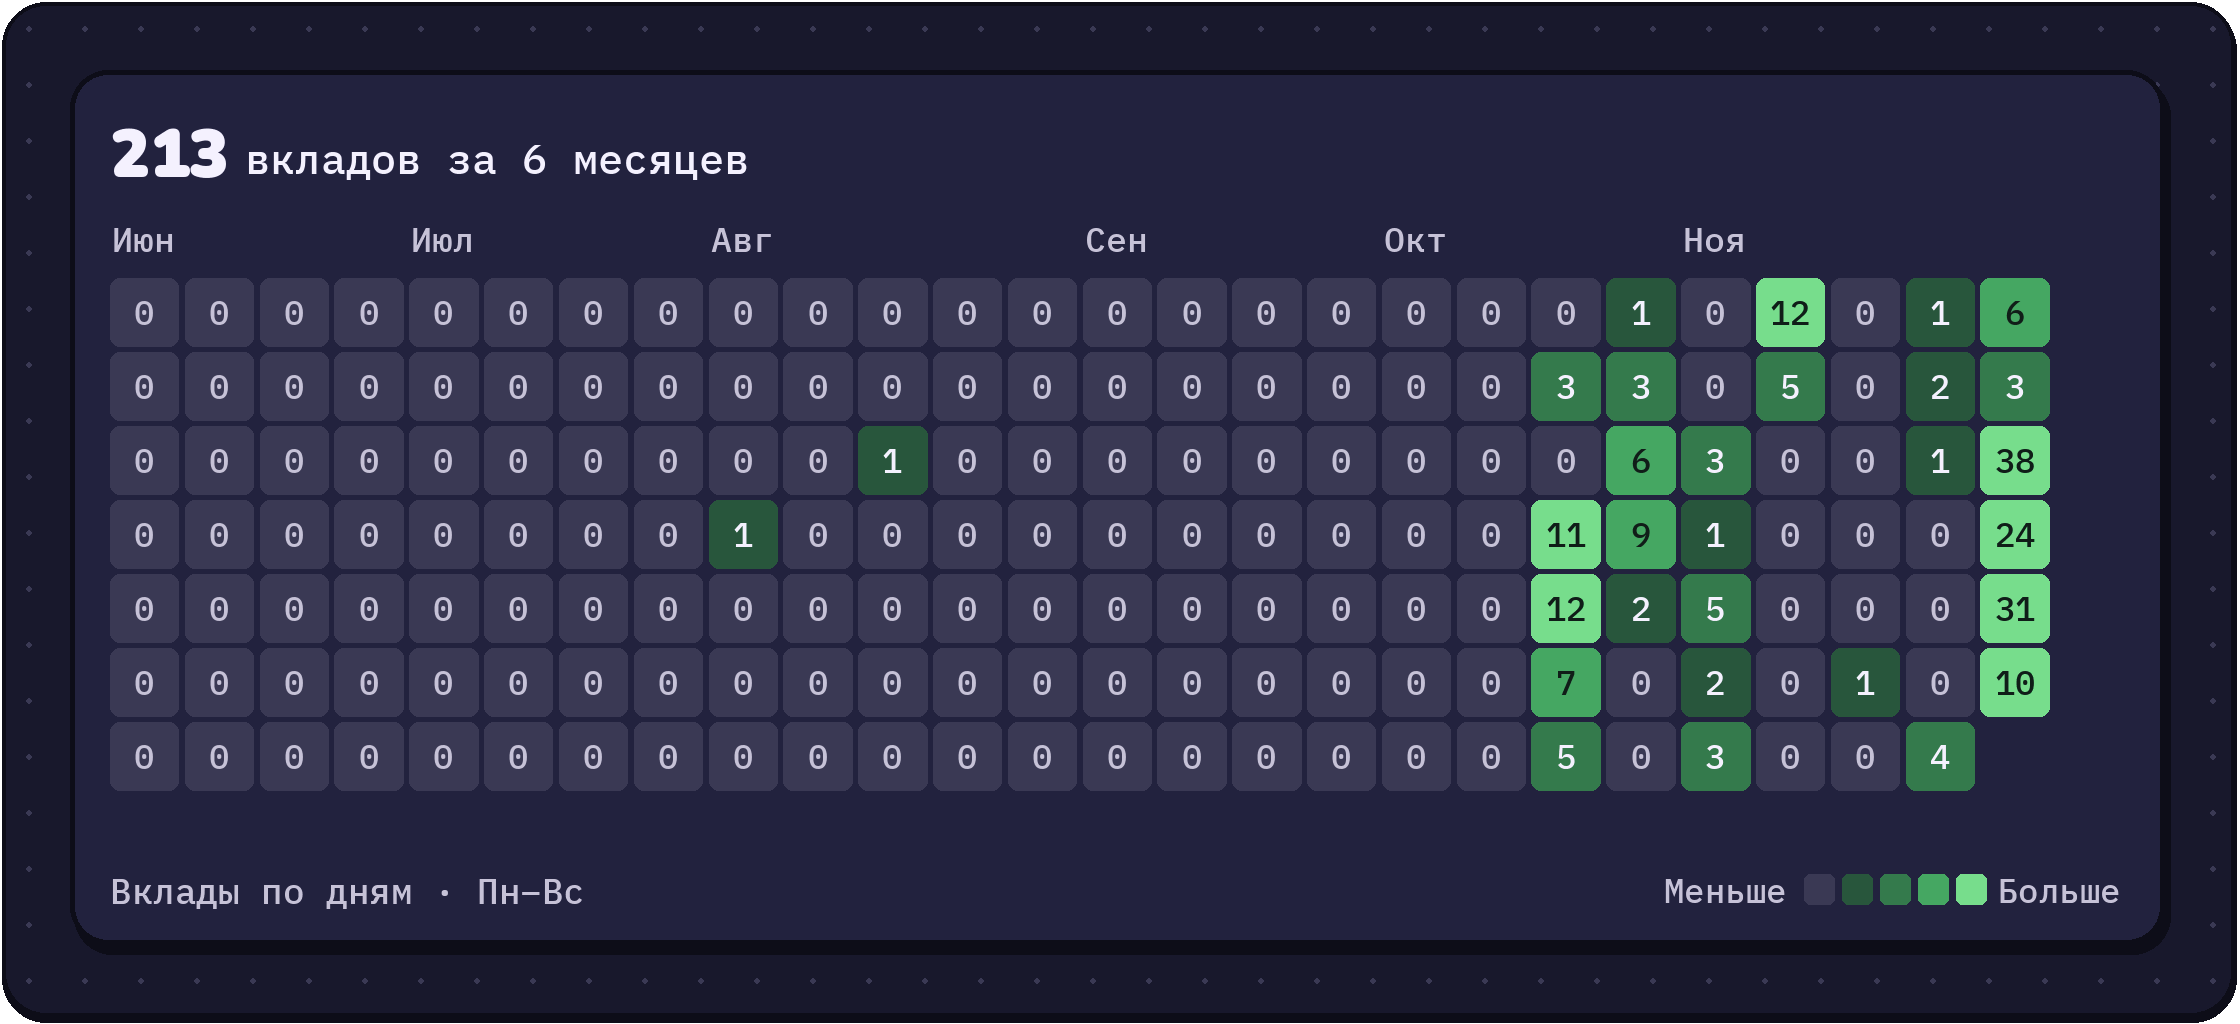 213 вкладов за 6 месяцев
Июн Июл Авг Сен Окт Ноя
0 0 0 0 0 0 0 0 0 0 0 0 0 0 0 0 0 0 0 0 1 0 12 0 1 6
0 0 0 0 0 0 0 0 0 0 0 0 0 0 0 0 0 0 0 3 3 0 5 0 2 3
0 0 0 0 0 0 0 0 0 0 1 0 0 0 0 0 0 0 0 0 6 3 0 0 1 38
0 0 0 0 0 0 0 0 1 0 0 0 0 0 0 0 0 0 0 11 9 1 0 0 0 24
0 0 0 0 0 0 0 0 0 0 0 0 0 0 0 0 0 0 0 12 2 5 0 0 0 31
0 0 0 0 0 0 0 0 0 0 0 0 0 0 0 0 0 0 0 7 0 2 0 1 0 10
0 0 0 0 0 0 0 0 0 0 0 0 0 0 0 0 0 0 0 5 0 3 0 0 4
Вклады по дням · Пн–Вс
Меньше Больше